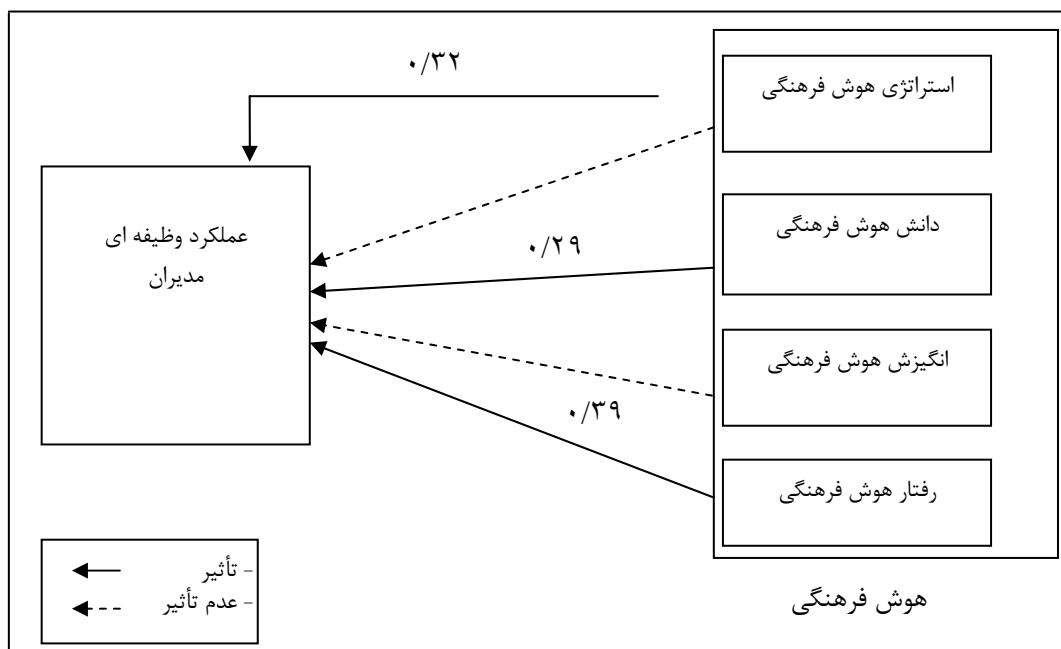 ۰/۳۲
استراتژی هوش فرهنگی
دانش هوش فرهنگی
انگیزش هوش فرهنگی
رفتار هوش فرهنگی
هوش فرهنگی
۰/۲۹
۰/۳۹
عملکرد وظیفه ای
مدیران
- تأثیر
- عدم تأثیر